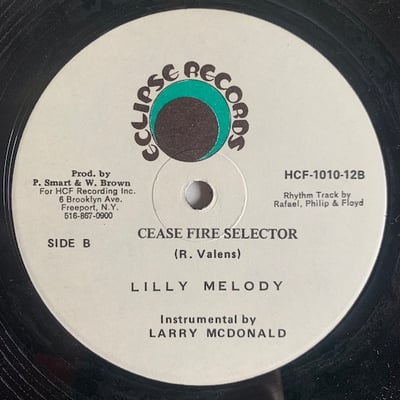 ECLIPSE RECORDS
Prod. by
P. Smart & W. Brown
For HCF Recording Inc.
6 Brooklyn Ave.
Freeport, N.Y.
516-867-0900
HCF-1010-12B
Rhythm Track by
Rafael, Philip & Floyd
SIDE B
CEASE FIRE SELECTOR
(R. Valens)
LILLY MELODY
Instrumental by
LARRY MCDONALD